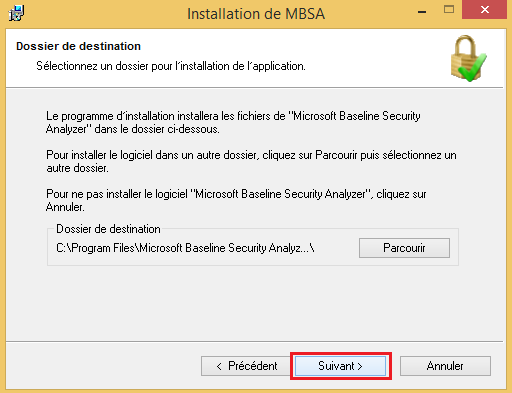 Installation de MBSA
Dossier de destination
Sélectionnez un dossier pour l'installation de l'application.
Le programme d'installation installera les fichiers de "Microsoft Baseline Security
Analyzer" dans le dossier ci-dessous.
Pour installer le logiciel dans un autre dossier, cliquez sur Parcourir puis sélectionnez un
autre dossier.
Pour ne pas installer le logiciel "Microsoft Baseline Security Analyzer", cliquez sur
Annuler.
Dossier de destination
C:\Program Files\Microsoft Baseline Security Analyz...\
Parcourir
< Précédent
Suivant >
Annuler